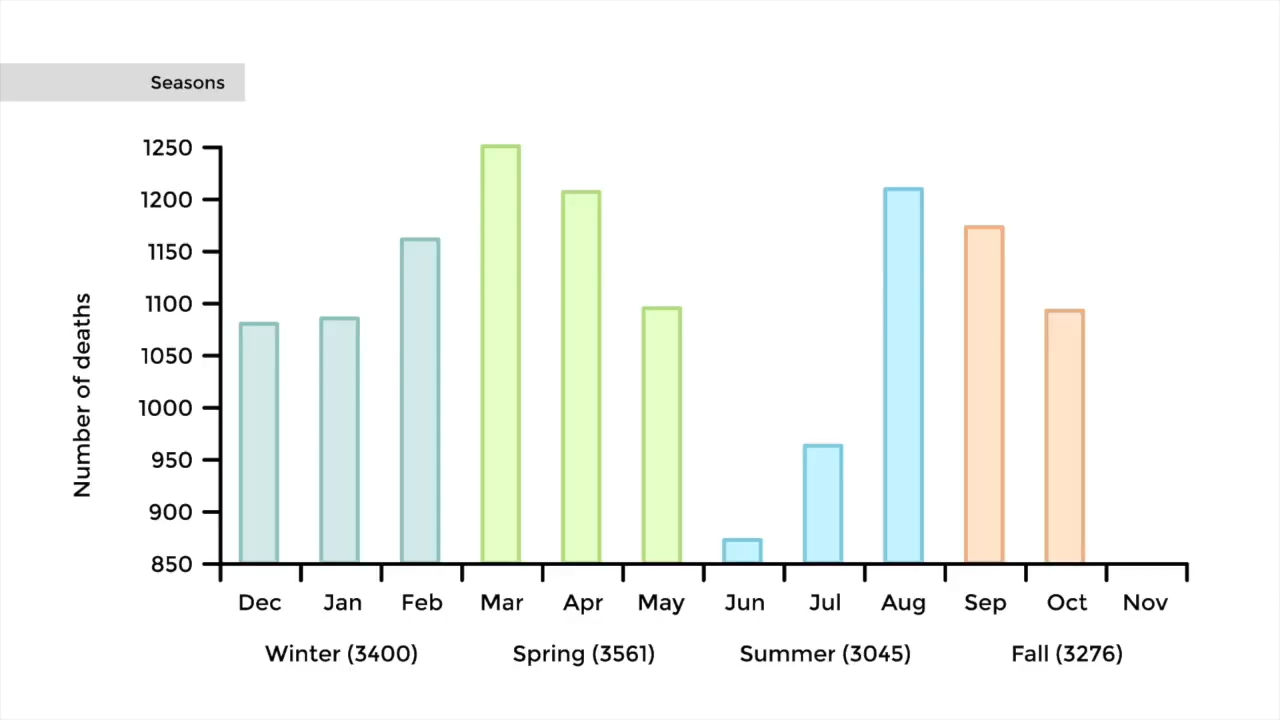 Seasons
1250
1200
1150
1100
1050
1000
950
900
850
Number of deaths
Dec Jan Feb Mar Apr May Jun Jul Aug Sep Oct Nov
Winter (3400) Spring (3561) Summer (3045) Fall (3276)